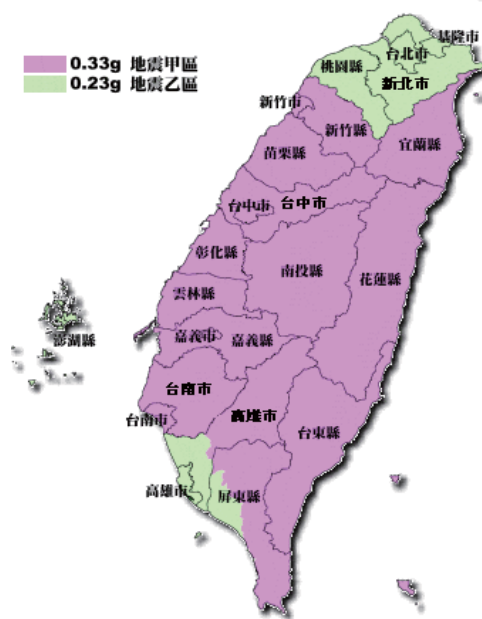 0.33g 地震甲區
0.23g 地震乙區
基隆市
台北市
桃園縣
新北市
新竹市
新竹縣
宜蘭縣
苗栗縣
台中市
台中市
彰化縣
南投縣
花蓮縣
雲林縣
澎湖縣
嘉義市
嘉義縣
台南市
台南市
高雄市
台東縣
高雄市
屏東縣